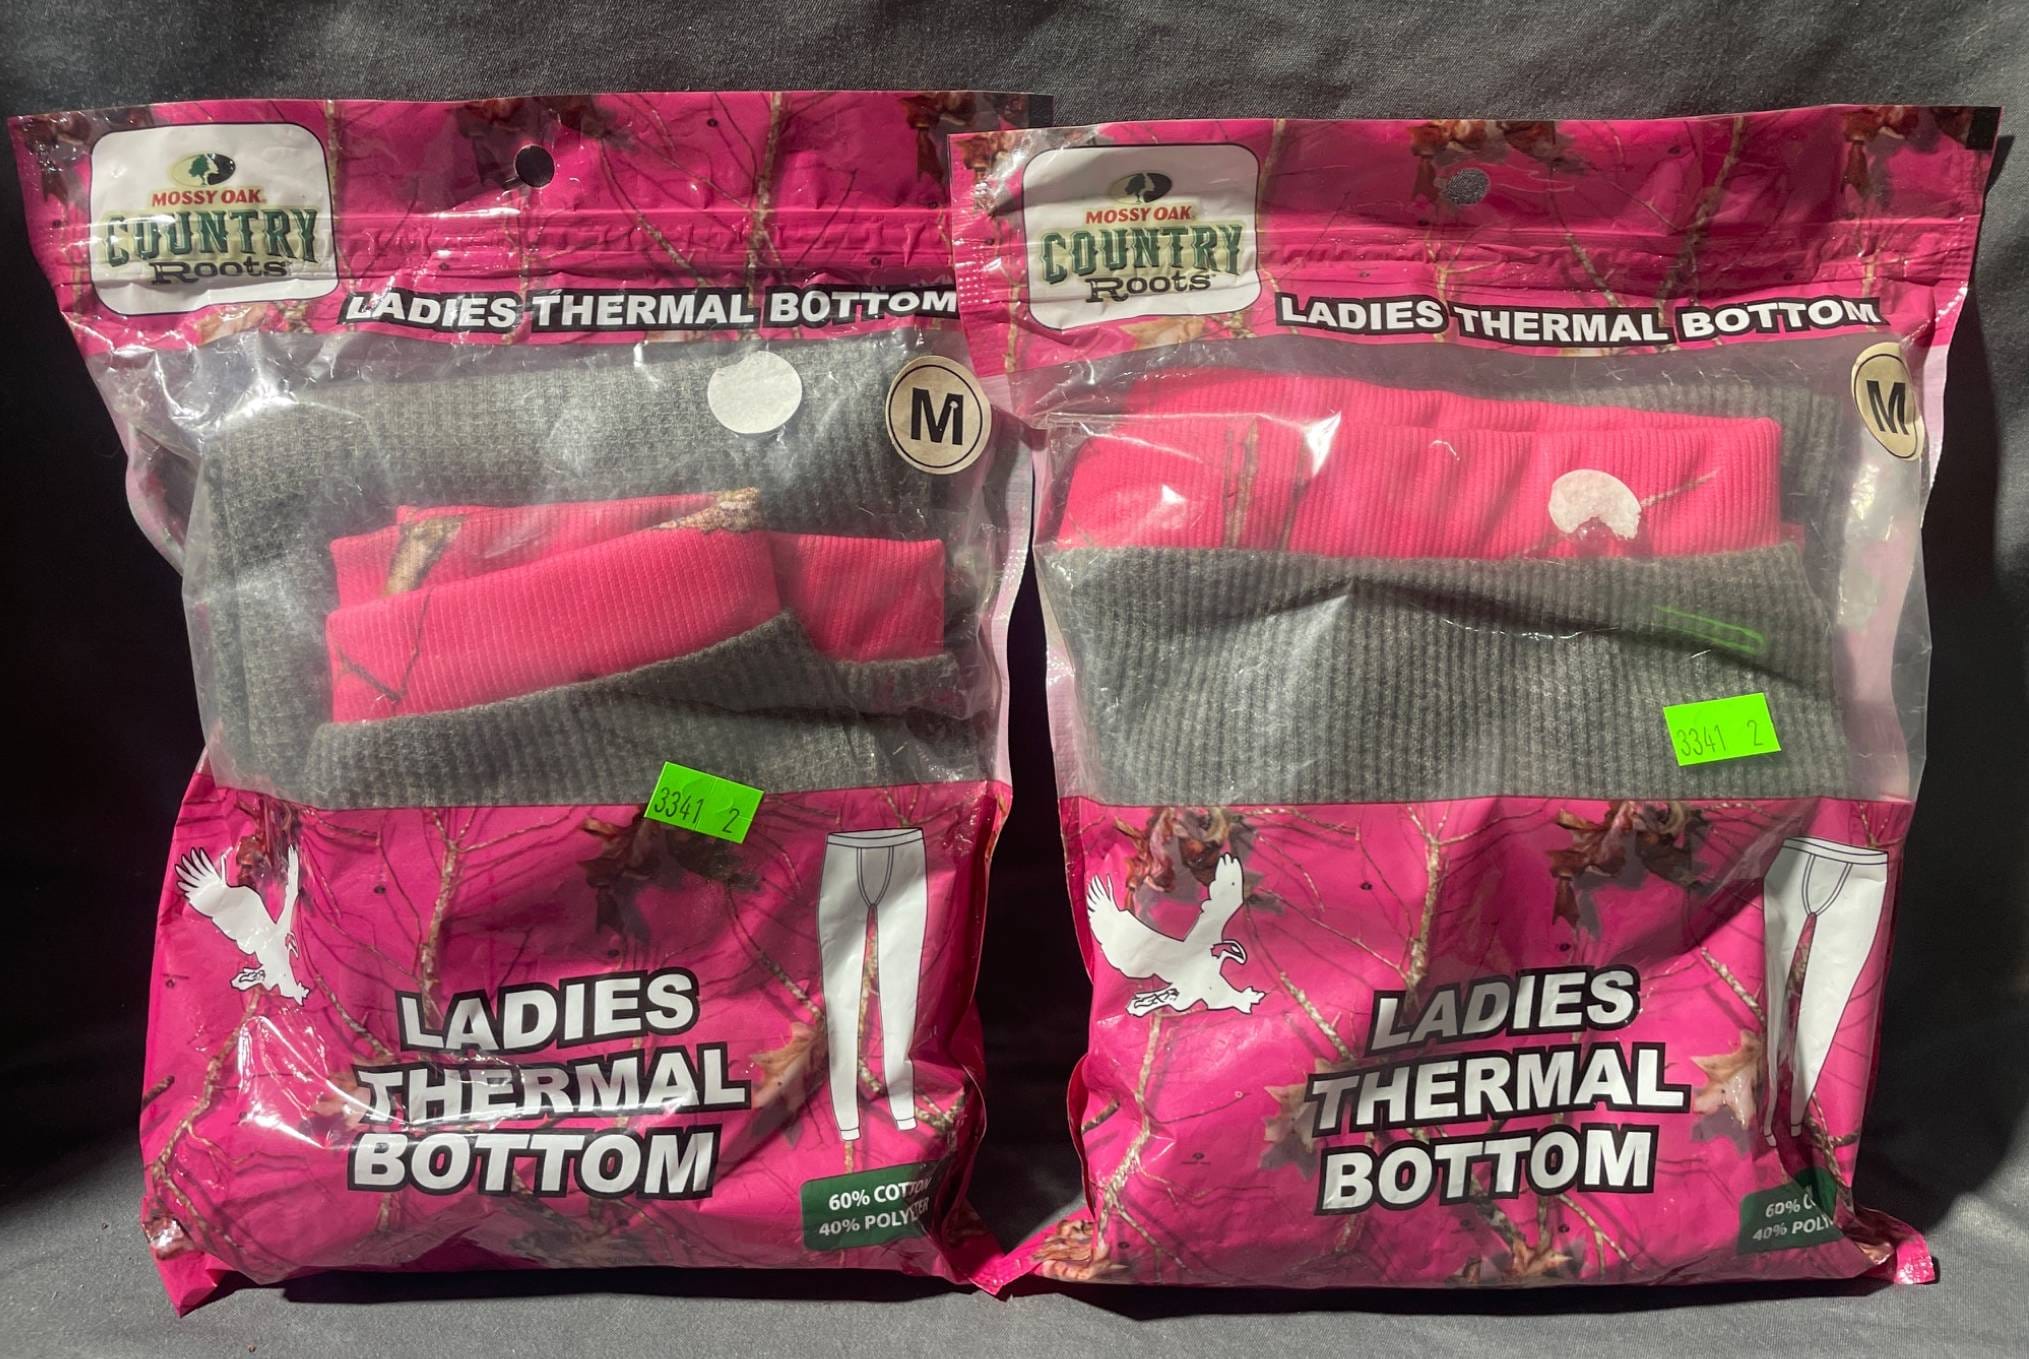 MOSSY OAK
COUNTRY
Roots
LADIES THERMAL BOTTOM
M
3341 2
LADIES
THERMAL
BOTTOM
60% COTTON
40% POLYESTER
MOSSY OAK
COUNTRY
Roots
LADIES THERMAL BOTTOM
M
3341 2
LADIES
THERMAL
BOTTOM
60%
40%